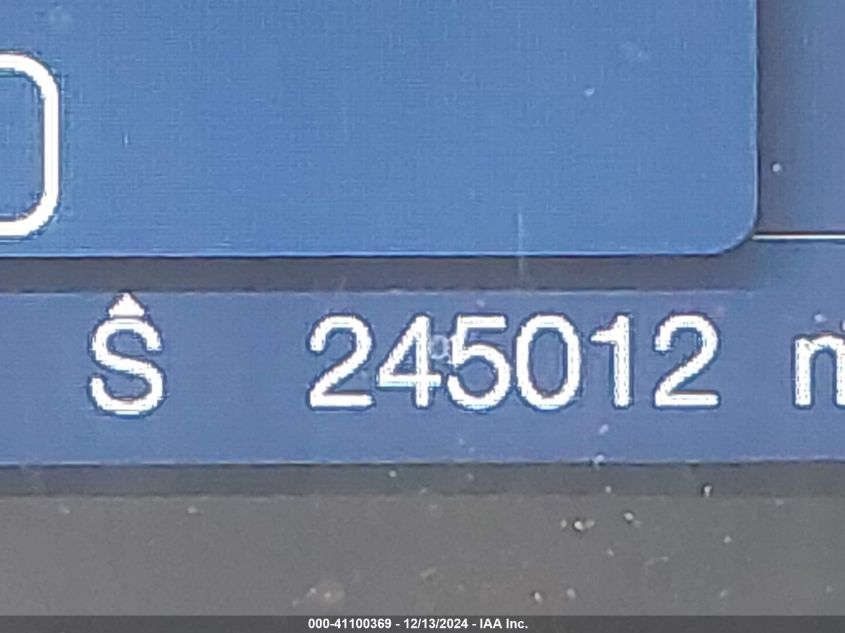 S 245012 m
000-41100369 - 12/13/2024 - IAA Inc.